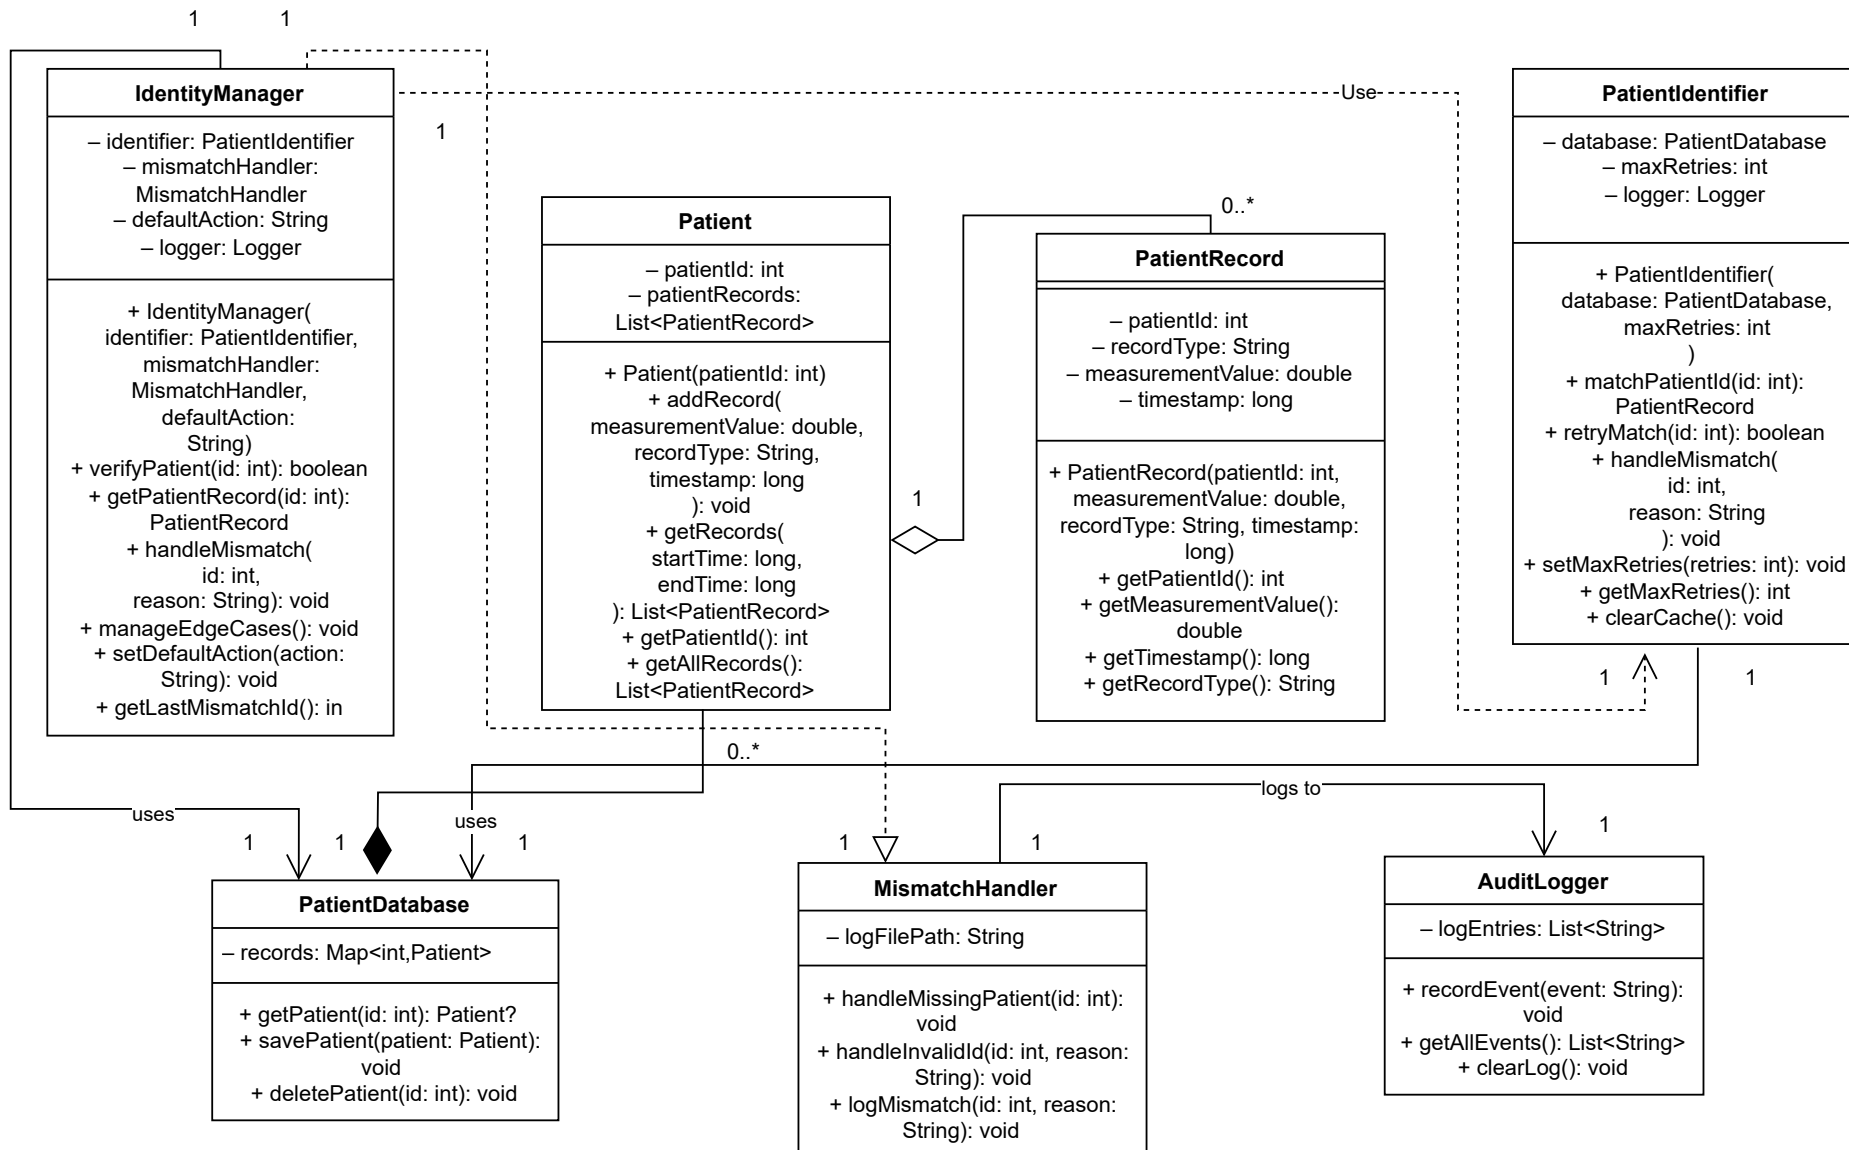 1
1
IdentityManager
– identifier: PatientIdentifier
– mismatchHandler:
MismatchHandler
– defaultAction: String
– logger: Logger
+ IdentityManager(
identifier: PatientIdentifier,
mismatchHandler:
MismatchHandler,
defaultAction:
String)
+ verifyPatient(id: int): boolean
+ getPatientRecord(id: int):
PatientRecord
+ handleMismatch(
id: int,
reason: String): void
+ manageEdgeCases(): void
+ setDefaultAction(action:
String): void
+ getLastMismatchId(): in
1
Use
Patient
– patientId: int
– patientRecords:
List<PatientRecord>
+ Patient(patientId: int)
+ addRecord(
measurementValue: double,
recordType: String,
timestamp: long
): void
+ getRecords(
startTime: long,
endTime: long
): List<PatientRecord>
+ getPatientId(): int
+ getAllRecords():
List<PatientRecord>
1
0..*
PatientRecord
– patientId: int
– recordType: String
– measurementValue: double
– timestamp: long
+ PatientRecord(patientId: int,
measurementValue: double,
recordType: String, timestamp:
long)
+ getPatientId(): int
+ getMeasurementValue():
double
+ getTimestamp(): long
+ getRecordType(): String
PatientIdentifier
– database: PatientDatabase
– maxRetries: int
– logger: Logger
+ PatientIdentifier(
database: PatientDatabase,
maxRetries: int
)
+ matchPatientId(id: int):
PatientRecord
+ retryMatch(id: int): boolean
+ handleMismatch(
id: int,
reason: String
): void
+ setMaxRetries(retries: int): void
+ getMaxRetries(): int
+ clearCache(): void
1
1
0..*
uses
1
1
uses
1
PatientDatabase
– records: Map<int,Patient>
+ getPatient(id: int): Patient?
+ savePatient(patient: Patient):
void
+ deletePatient(id: int): void
1
1
MismatchHandler
– logFilePath: String
+ handleMissingPatient(id: int):
void
+ handleInvalidId(id: int, reason:
String): void
+ logMismatch(id: int, reason:
String): void
logs to
1
AuditLogger
– logEntries: List<String>
+ recordEvent(event: String):
void
+ getAllEvents(): List<String>
+ clearLog(): void